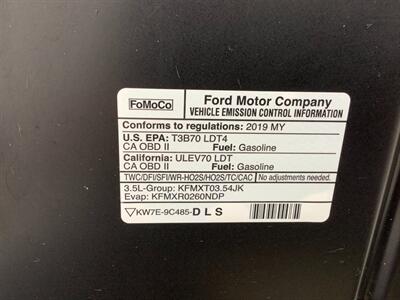 FoMoCo
Ford Motor Company
VEHICLE EMISSION CONTROL INFORMATION
Conforms to regulations: 2019 MY
U.S. EPA: T3B70 LDT4
CA OBD II Fuel: Gasoline
California: ULEV70 LDT
CA OBD II Fuel: Gasoline
TWC/DFI/SFI/WR-HO2S/HO2S/TC/CAC No adjustments needed.
3.5L-Group: KFMXT03.54JK
Evap: KFMXR0260NDP
KW7E-9C485-D L S